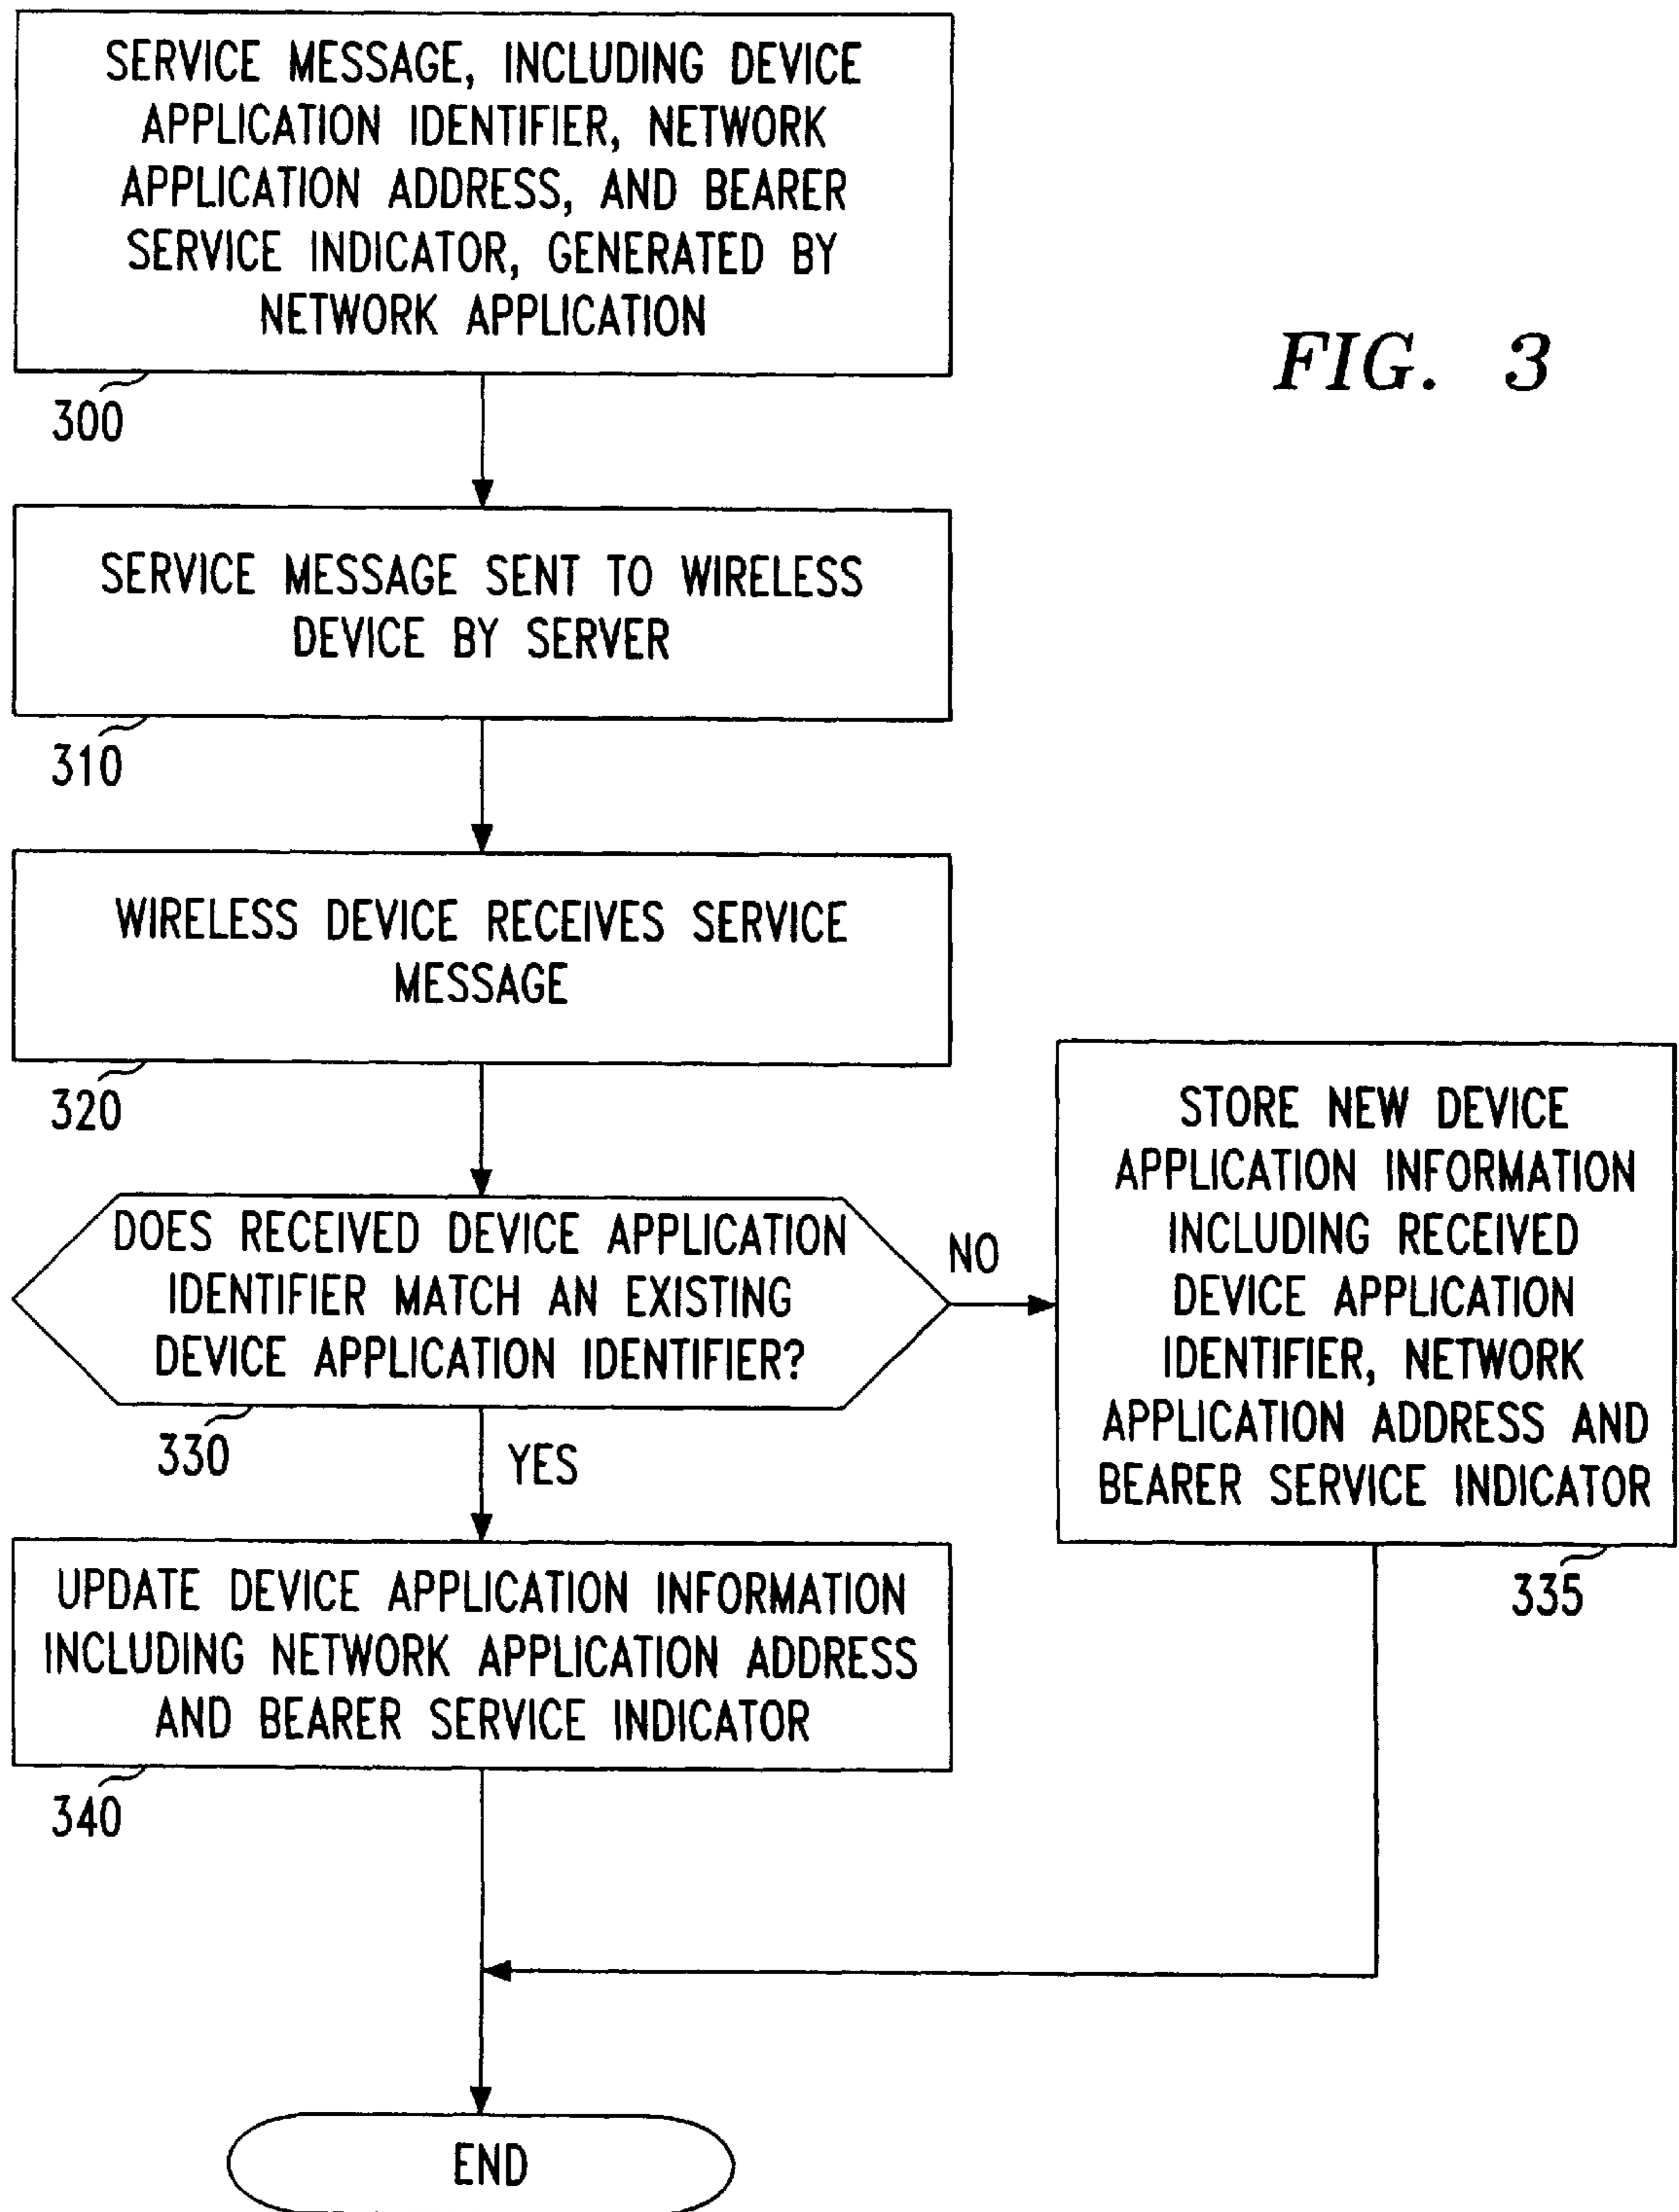 SERVICE MESSAGE, INCLUDING DEVICE
APPLICATION IDENTIFIER, NETWORK
APPLICATION ADDRESS, AND BEARER
SERVICE INDICATOR, GENERATED BY
NETWORK APPLICATION
300
FIG. 3
SERVICE MESSAGE SENT TO WIRELESS
DEVICE BY SERVER
310
WIRELESS DEVICE RECEIVES SERVICE
MESSAGE
320
DOES RECEIVED DEVICE APPLICATION
IDENTIFIER MATCH AN EXISTING
DEVICE APPLICATION IDENTIFIER?
330
NO
STORE NEW DEVICE
APPLICATION INFORMATION
INCLUDING RECEIVED
DEVICE APPLICATION
IDENTIFIER, NETWORK
APPLICATION ADDRESS AND
BEARER SERVICE INDICATOR
335
YES
UPDATE DEVICE APPLICATION INFORMATION
INCLUDING NETWORK APPLICATION ADDRESS
AND BEARER SERVICE INDICATOR
340
END